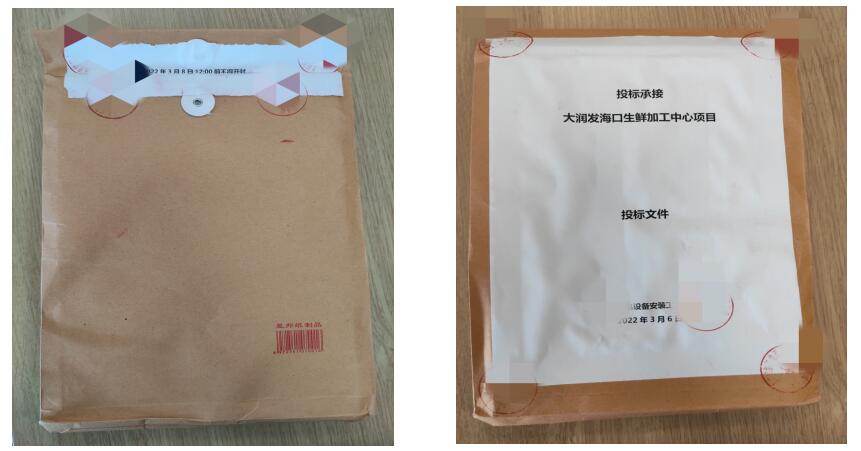 2022年3月8日12:00前不得开封
星邦纸制品
投标承接
大润发海口生鲜加工中心项目
投标文件
设备安装工
2022年3月6日